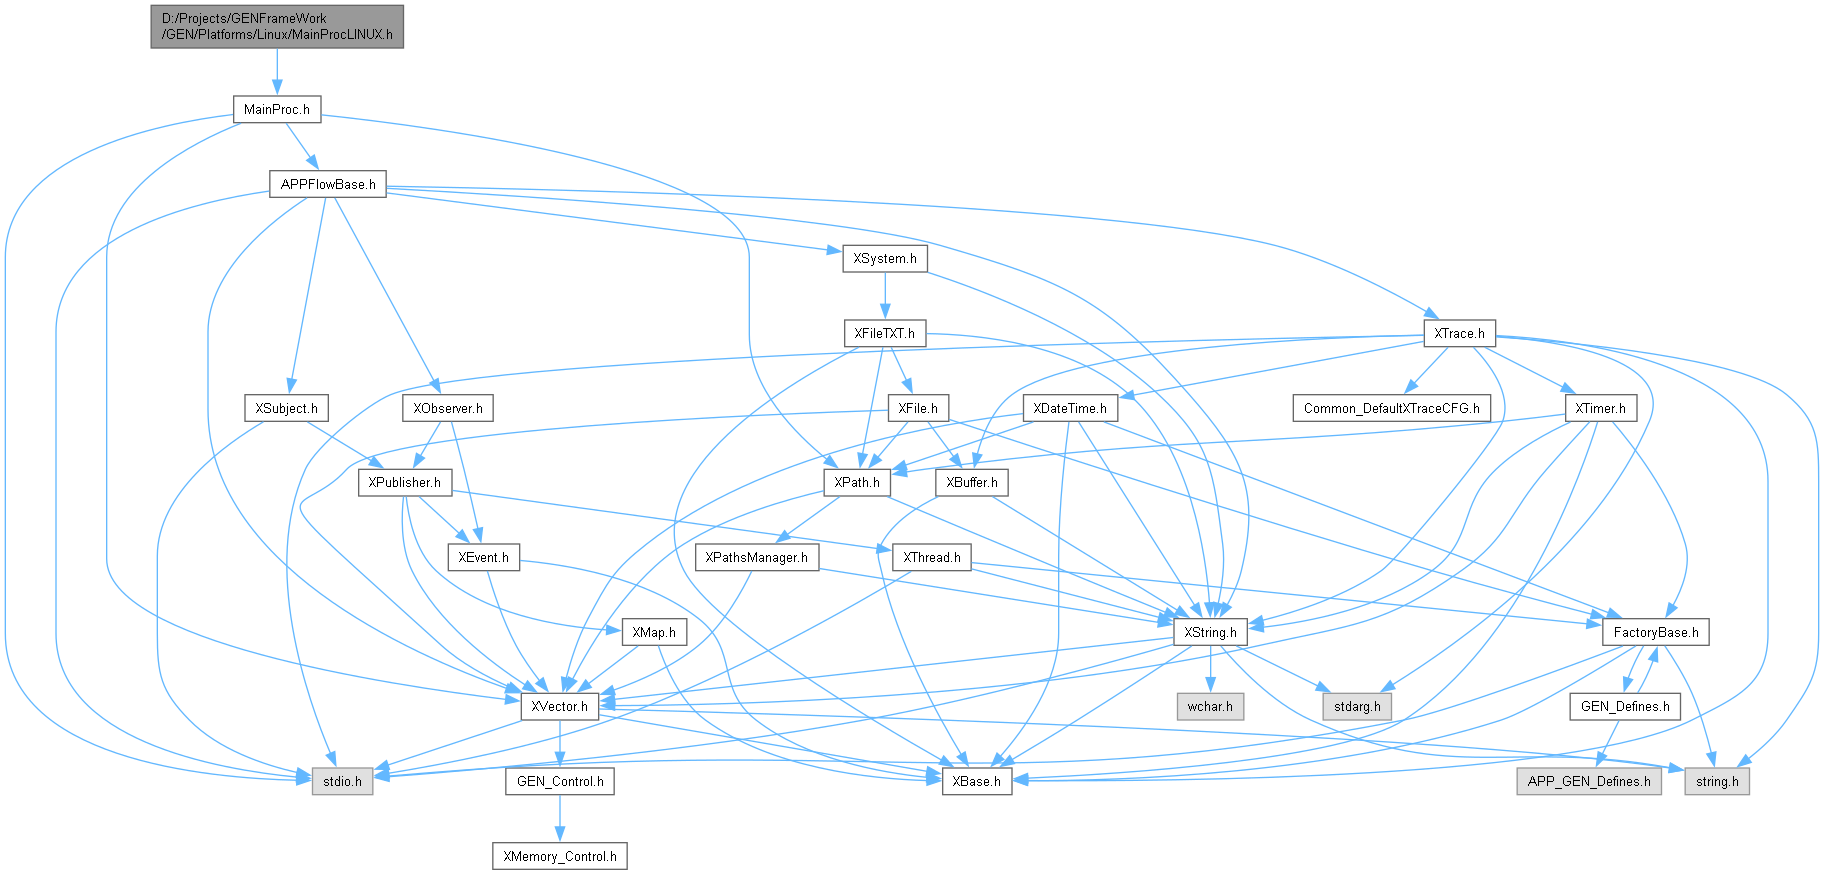 D:/Projects/GENFrameWork
/GEN/Platforms/Linux/MainProcLINUX.h
MainProc.h
APPFlowBase.h
XSystem.h
XFileTXT.h
XTrace.h
XSubject.h
XObserver.h
XFile.h
XDateTime.h
Common_DefaultXTraceCFG.h
XTimer.h
XPublisher.h
XPath.h
XBuffer.h
XEvent.h
XPathsManager.h
XThread.h
XMap.h
XString.h
FactoryBase.h
XVector.h
wchar.h
stdarg.h
GEN_Defines.h
stdio.h
GEN_Control.h
XBase.h
APP_GEN_Defines.h
string.h
XMemory_Control.h